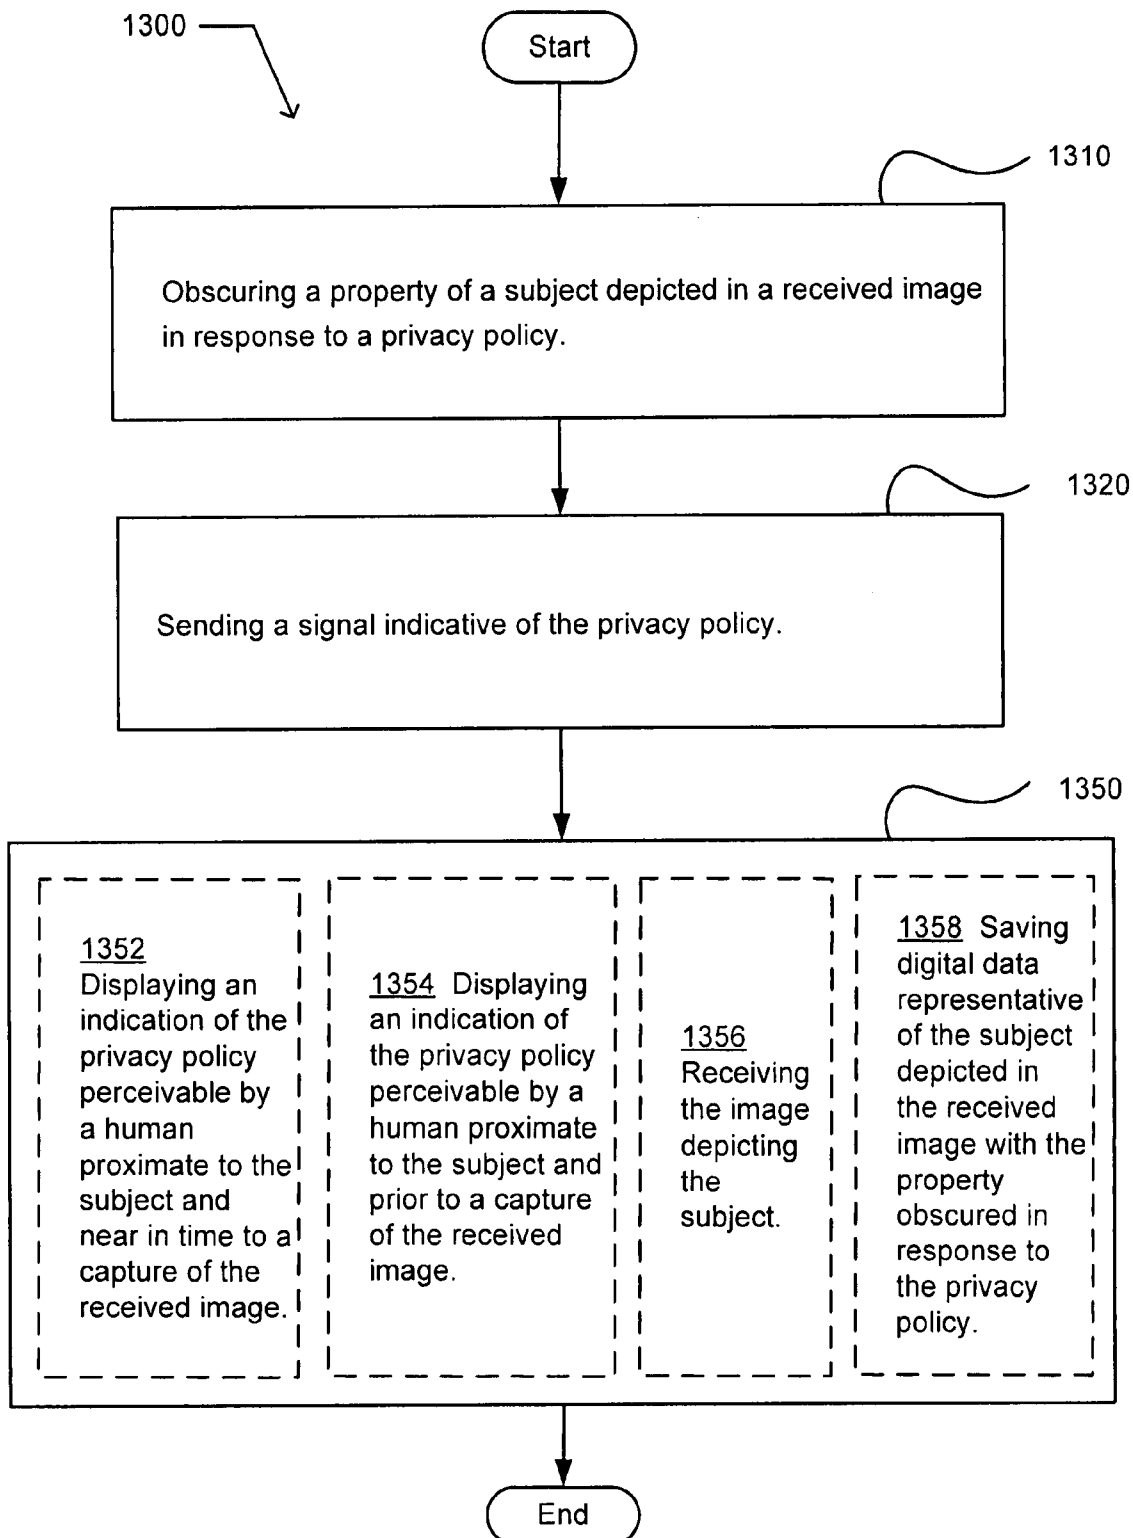 1300
Start
1310
Obscuring a property of a subject depicted in a received image
in response to a privacy policy.
1320
Sending a signal indicative of the privacy policy.
1350
1352
Displaying an
indication of the
privacy policy
perceivable by
a human
proximate to the
subject and
near in time to a
capture of the
received image.
1354 Displaying
an indication of
the privacy policy
perceivable by a
human proximate
to the subject and
prior to a capture
of the received
image.
1356
Receiving
the image
depicting
the
subject.
1358 Saving
digital data
representative
of the subject
depicted in
the received
image with the
property
obscured in
response to
the privacy
policy.
End